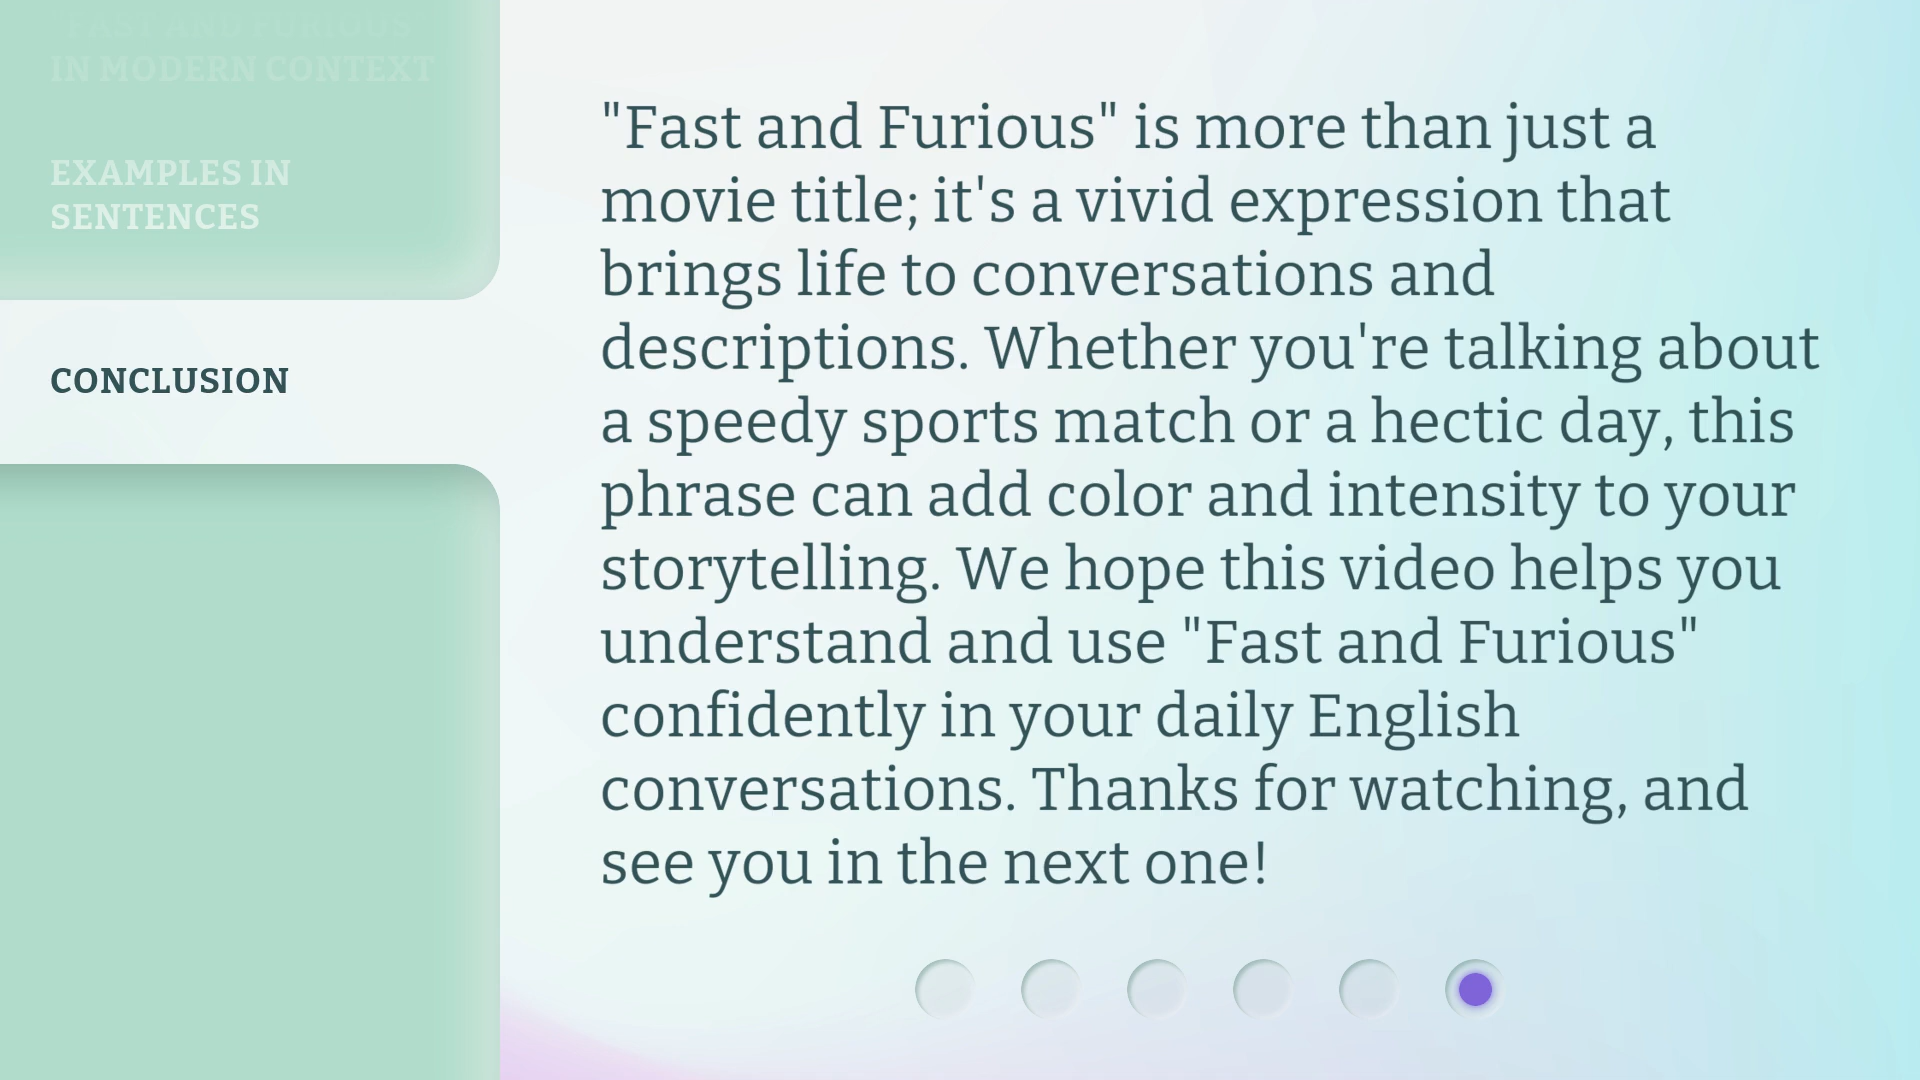 "FAST AND FURIOUS"
IN MODERN CONTEXT
EXAMPLES IN
SENTENCES
CONCLUSION
"Fast and Furious" is more than just a
movie title; it's a vivid expression that
brings life to conversations and
descriptions. Whether you're talking about
a speedy sports match or a hectic day, this
phrase can add color and intensity to your
storytelling. We hope this video helps you
understand and use "Fast and Furious"
confidently in your daily English
conversations. Thanks for watching, and
see you in the next one!